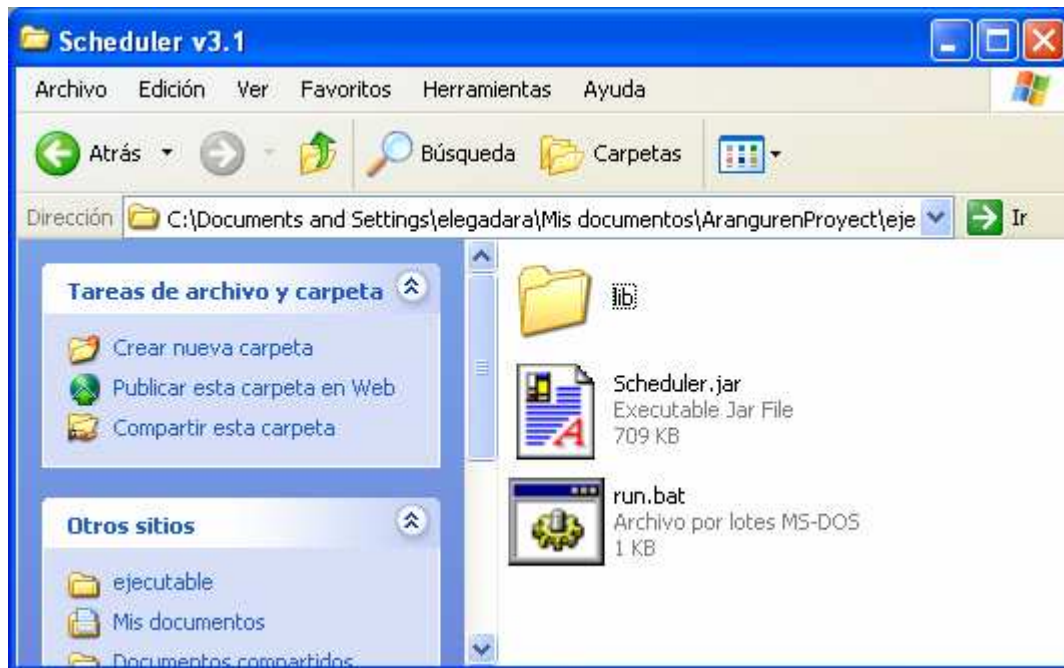 Scheduler v3.1
Archivo Edición Ver Favoritos Herramientas Ayuda
Atrás Búsqueda Carpetas
Dirección C:\Documents and Settings\elegadara\Mis documentos\ArangurenProyect\eje Ir
Tareas de archivo y carpeta
Crear nueva carpeta
Publicar esta carpeta en Web
Compartir esta carpeta
Otros sitios
ejecutable
Mis documentos
Documentos compartidos
lib
Scheduler.jar
Executable Jar File
709 KB
run.bat
Archivo por lotes MS-DOS
1 KB